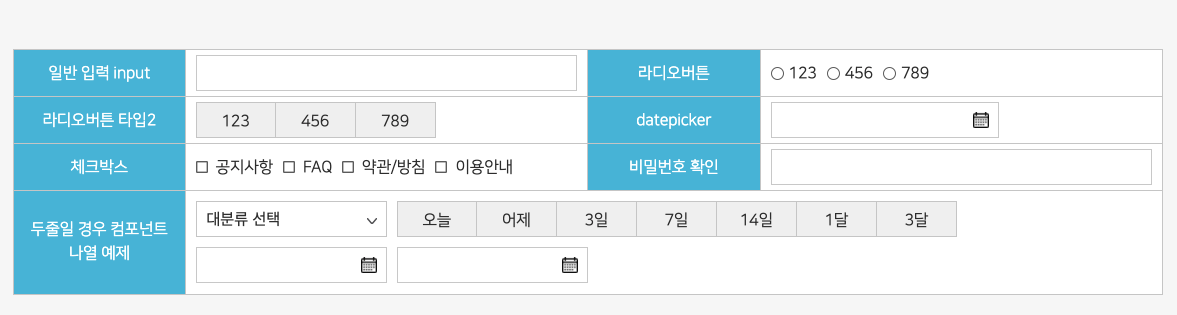 일반 입력 input
라디오버튼
123 456 789
라디오버튼 타입2
123 456 789
datepicker
체크박스
공지사항 FAQ 약관/방침 이용안내
비밀번호 확인
두줄일 경우 컴포넌트
나열 예제
대분류 선택
오늘 어제 3일 7일 14일 1달 3달